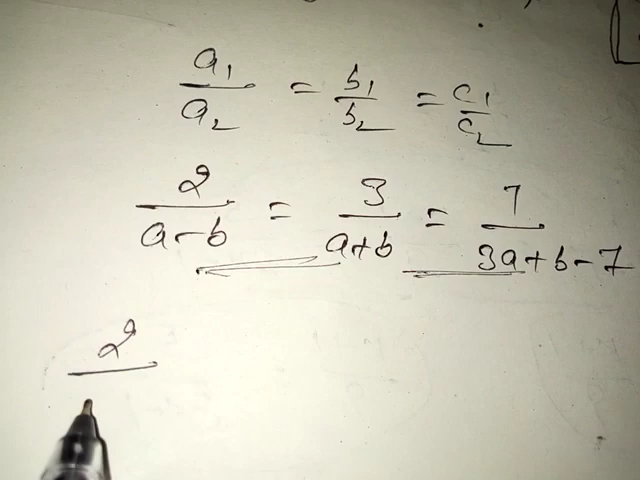 a₁/a₂ = b₁/b₂ = c₁/c₂
2/(a-b) = 3/(a+b) = 7/(3a+b-7)
2